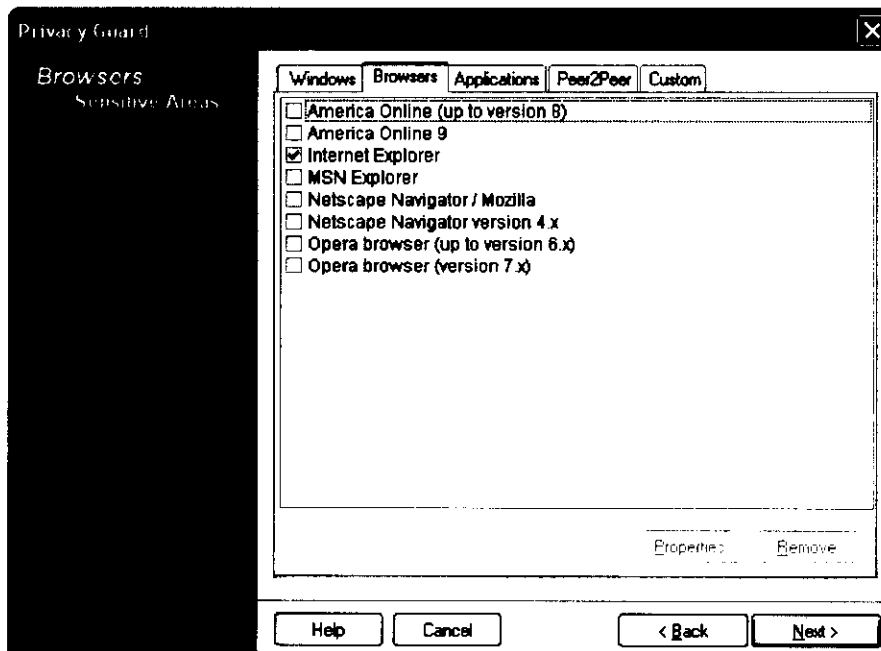 Privacy Guard
Browsers
Sensitive Areas
Windows Browsers Applications Peer2Peer Custom
America Online (up to version 8)
America Online 9
Internet Explorer
MSN Explorer
Netscape Navigator / Mozilla
Netscape Navigator version 4.x
Opera browser (up to version 6.x)
Opera browser (version 7.x)
Properties Remove
Help Cancel < Back Next >